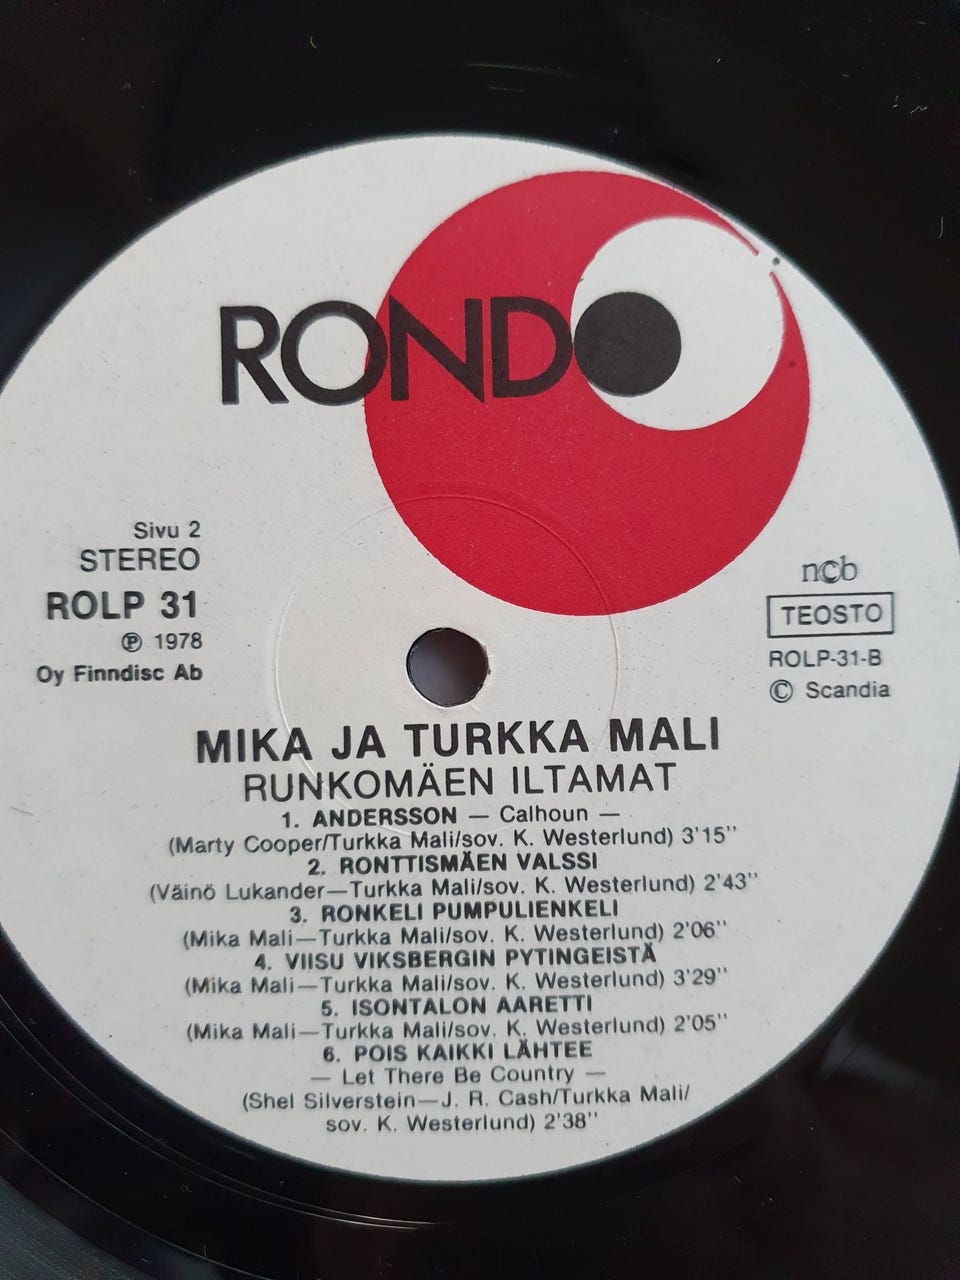 RONDO
Sivu 2
STEREO
ROLP 31
℗ 1978
Oy Finndisc Ab
ncb
TEOSTO
ROLP-31-B
© Scandia
MIKA JA TURKKA MALI
RUNKOMÄEN ILTAMAT
1. ANDERSSON — Calhoun —
(Marty Cooper/Turkka Mali/sov. K. Westerlund) 3'15''
2. RONTTISMÄEN VALSSI
(Väinö Lukander—Turkka Mali/sov. K. Westerlund) 2'43''
3. RONKELI PUMPULIENKELI
(Mika Mali—Turkka Mali/sov. K. Westerlund) 2'06''
4. VIISU VIKSBERGIN PYTINGEISTÄ
(Mika Mali—Turkka Mali/sov. K. Westerlund) 3'29''
5. ISONTALON AARETTI
(Mika Mali—Turkka Mali/sov. K. Westerlund) 2'05''
6. POIS KAIKKI LÄHTEE
— Let There Be Country —
(Shel Silverstein—J. R. Cash/Turkka Mali/
sov. K. Westerlund) 2'38''